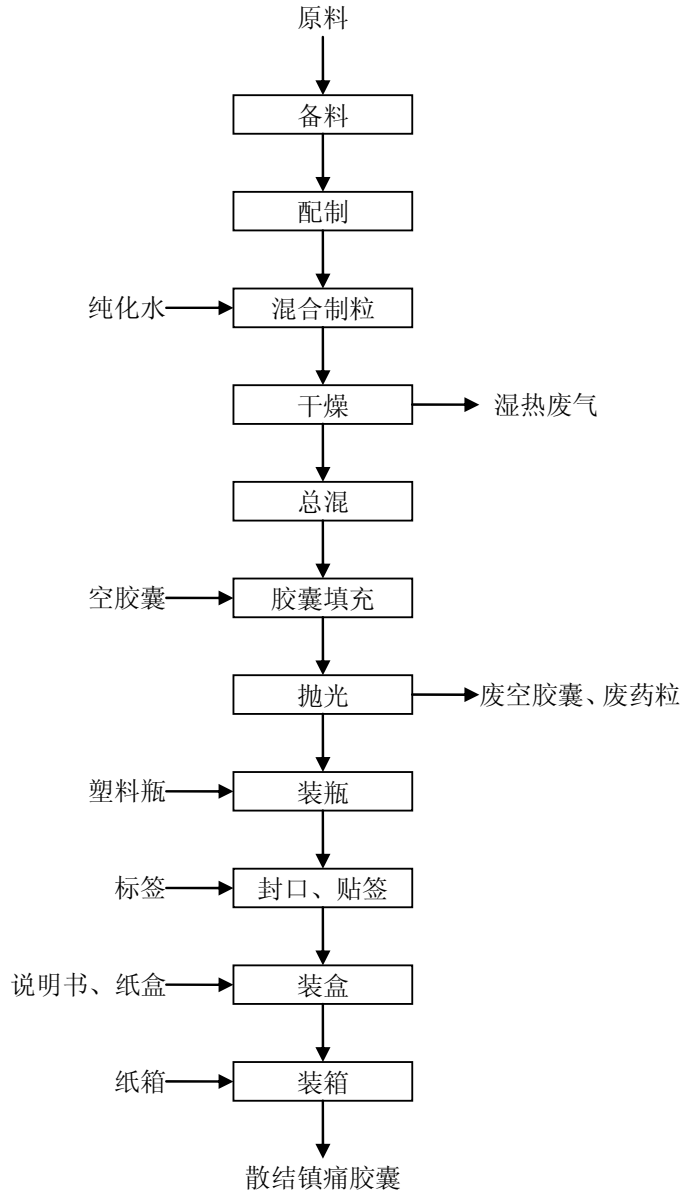 原料
备料
配制
纯化水
混合制粒
干燥
湿热废气
总混
空胶囊
胶囊填充
抛光
废空胶囊、废药粒
塑料瓶
装瓶
标签
封口、贴签
说明书、纸盒
装盒
纸箱
装箱
散结镇痛胶囊